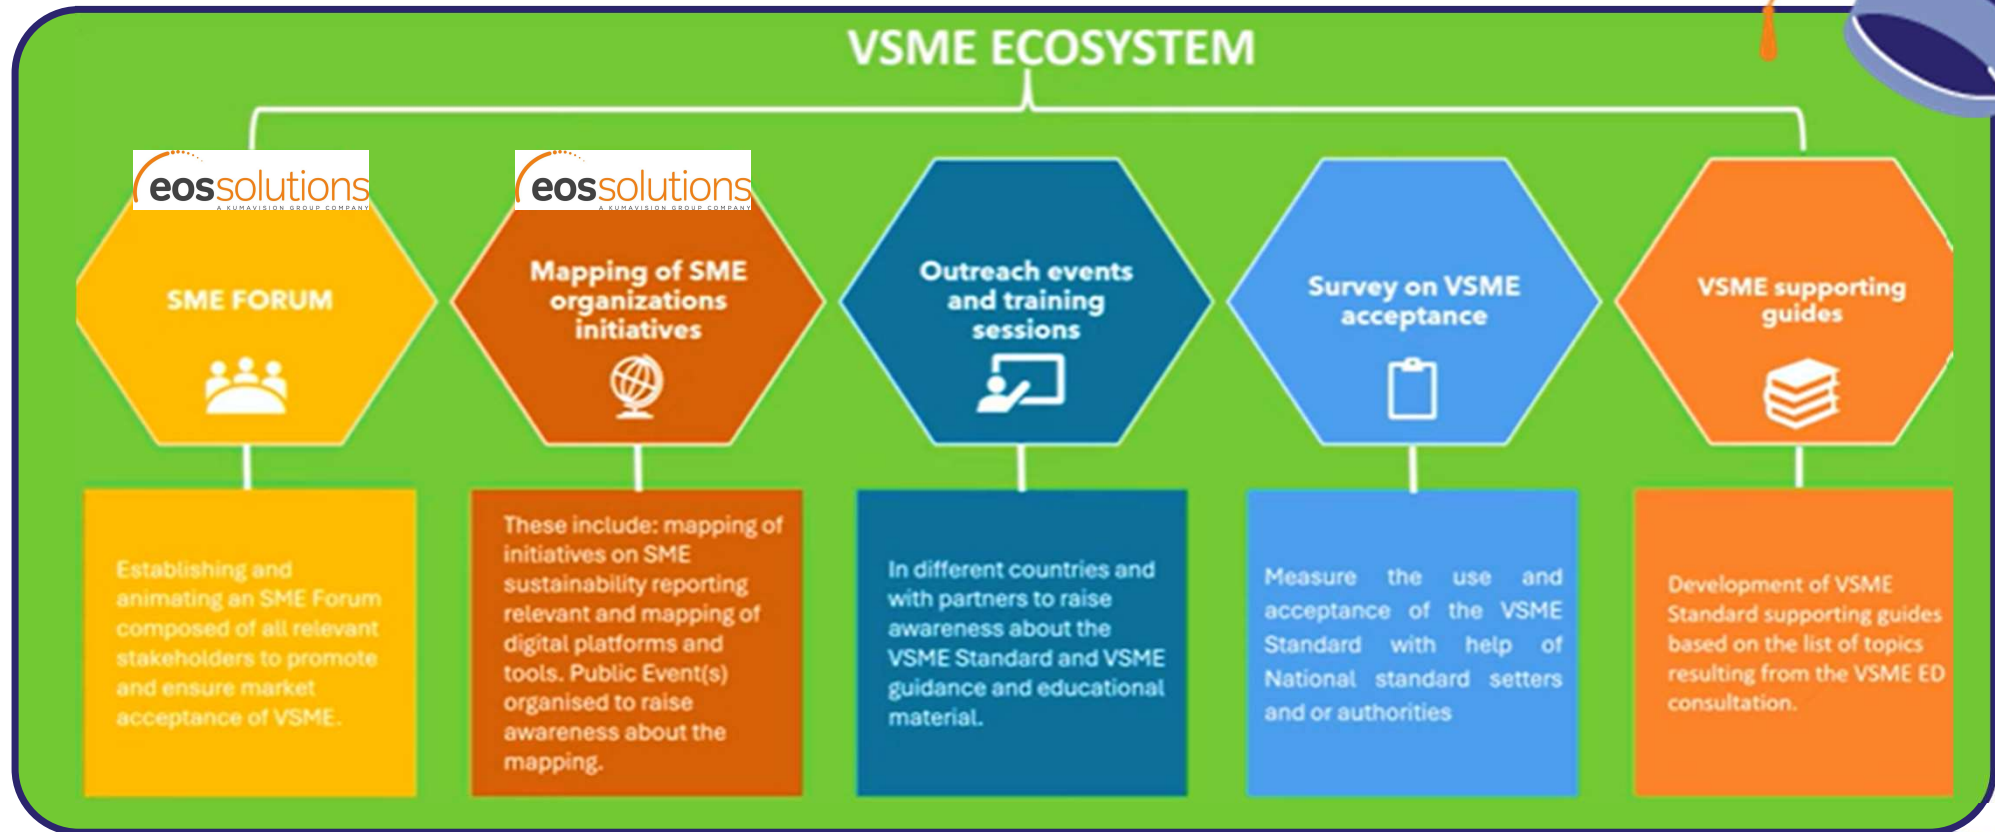 VSME ECOSYSTEM
eossolutions
A KUMAVISION GROUP COMPANY
SME FORUM
Establishing and
animating an SME Forum
composed of all relevant
stakeholders to promote
and ensure market
acceptance of VSME.
eossolutions
A KUMAVISION GROUP COMPANY
Mapping of SME
organizations
initiatives
These include: mapping of
initiatives on SME
sustainability reporting
relevant and mapping of
digital platforms and
tools. Public Event(s)
organised to raise
awareness about the
mapping.
Outreach events
and training
sessions
In different countries and
with partners to raise
awareness about the
VSME Standard and VSME
guidance and educational
material.
Survey on VSME
acceptance
Measure the use and
acceptance of the VSME
Standard with help of
National standard setters
and or authorities
VSME supporting
guides
Development of VSME
Standard supporting guides
based on the list of topics
resulting from the VSME ED
consultation.